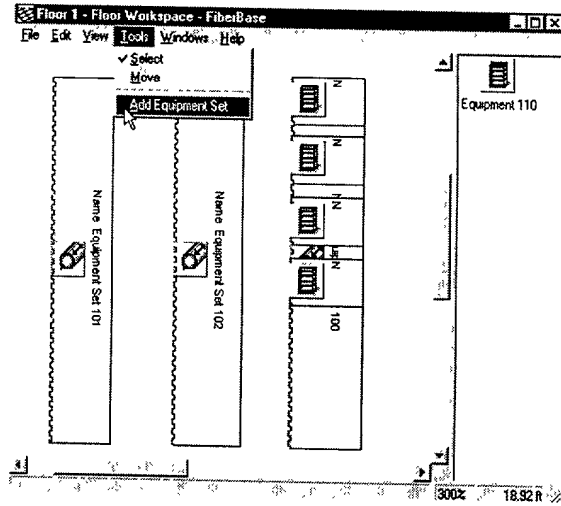 Floor 1 - Floor Workspace - FiberBase
File Edit View Tools Windows Help
Select
Move
Add Equipment Set
Equipment 110
Name Equipment Set 101
Name Equipment Set 102
N
N
N
N
100
300% 18.92 ft